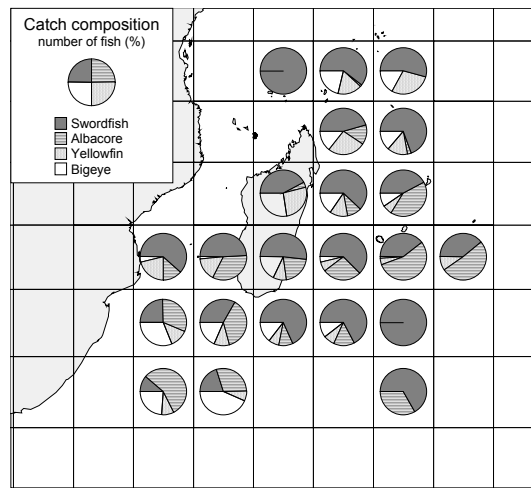 Catch composition
number of fish (%)
Swordfish
Albacore
Yellowfin
Bigeye